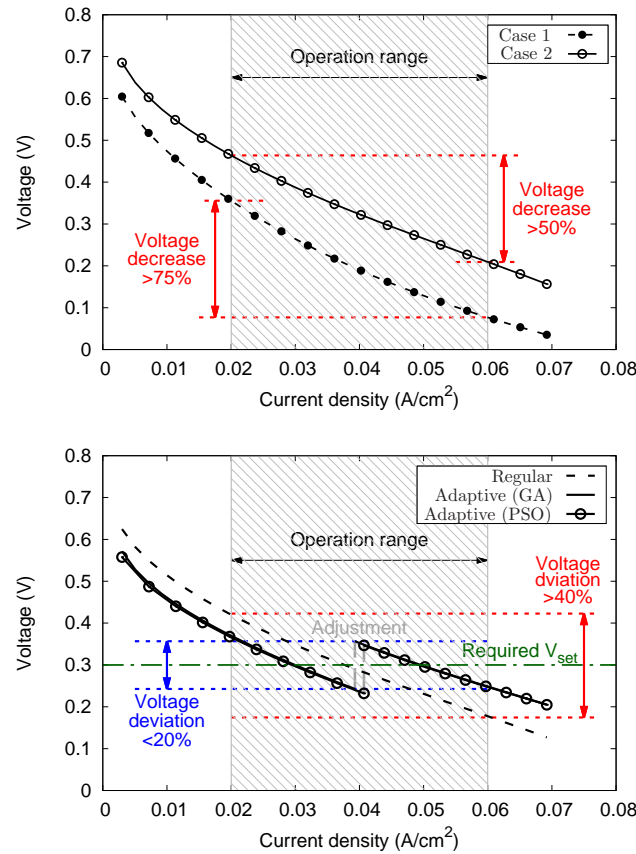 0.8
0.7
0.6
0.5
0.4
0.3
0.2
0.1
0
Voltage (V)
Case 1
Case 2
Operation range
Voltage
decrease
>50%
Voltage
decrease
>75%
0 0.01 0.02 0.03 0.04 0.05 0.06 0.07 0.08
Current density (A/cm²)
0.8
0.7
0.6
0.5
0.4
0.3
0.2
0.1
0
Voltage (V)
Regular
Adaptive (GA)
Adaptive (PSO)
Operation range
Voltage
dviation
>40%
Adjustment
Required Vset
Voltage
deviation
<20%
0 0.01 0.02 0.03 0.04 0.05 0.06 0.07 0.08
Current density (A/cm²)